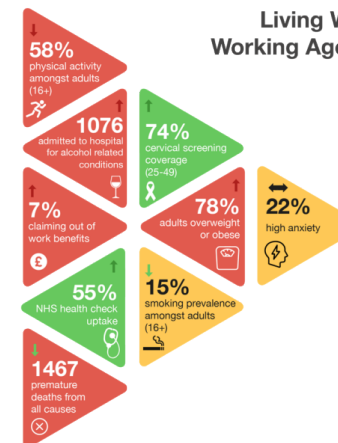 Living W
Working Age
58%
physical activity
amongst adults
(16+)
1076
admitted to hospital
for alcohol related
conditions
74%
cervical screening
coverage
(25-49)
7%
claiming out of
work benefits
£
78%
adults overweight
or obese
22%
high anxiety
55%
NHS health check
uptake
15%
smoking prevalence
amongst adults
(16+)
1467
premature
deaths from
all causes